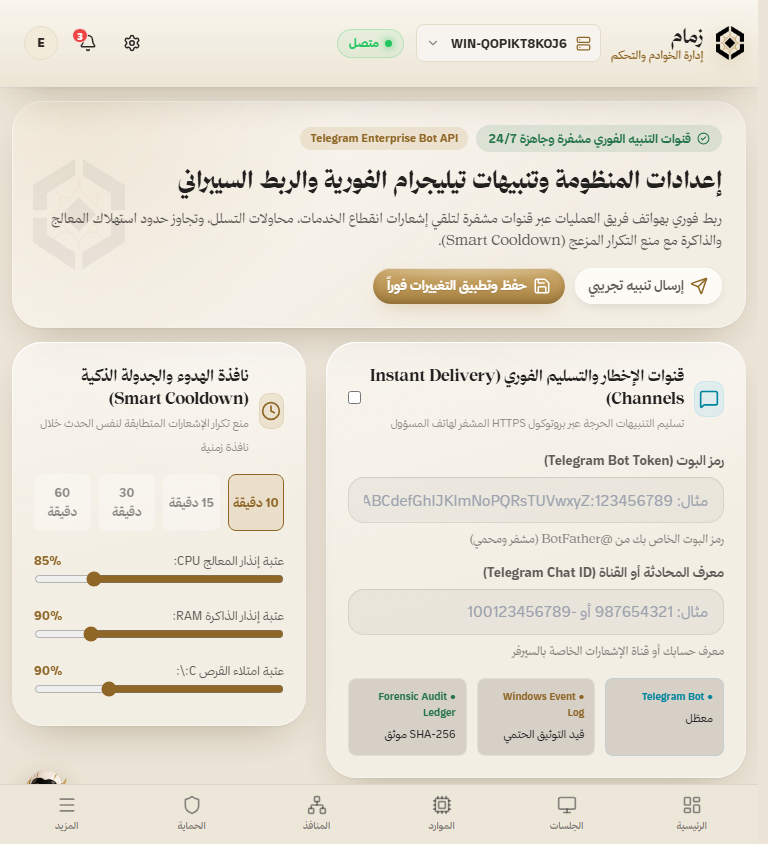 زمام
إدارة الخوادم والتحكم
WIN-QOPIKT8KOJ6
متصل
3
E
قنوات التنبيه الفوري مشفرة وجاهزة 24/7
Telegram Enterprise Bot API
إعدادات المنظومة وتنبيهات تيليجرام الفورية والربط السيبراني
ربط فوري بهواتف فريق العمليات عبر قنوات مشفرة لتلقي إشعارات انقطاع الخدمات، محاولات التسلل، وتجاوز حدود استهلاك المعالج
والذاكرة مع منع التكرار المزعج (Smart Cooldown).
إرسال تنبيه تجريبي
حفظ وتطبيق التغييرات فوراً
قنوات الإخطار والتسليم الفوري (Instant Delivery
Channels)
تسليم التنبيهات الحرجة عبر بروتوكول HTTPS المشفر لهاتف المسؤول
رمز البوت (Telegram Bot Token)
مثال: 123456789:ABCdefGhIJKlmNoPQRsTUVwxyZ
رمز البوت الخاص بك من @BotFather (مشفر ومحمي)
معرف المحادثة أو القناة (Telegram Chat ID)
مثال: 987654321 أو -100123456789
معرف حسابك أو قناة الإشعارات الخاصة بالسيرفر
● Telegram Bot
معطل
● Windows Event
Log
قيد التوثيق الحتمي
● Forensic Audit
Ledger
SHA-256 موثق
نافذة الهدوء والجدولة الذكية
(Smart Cooldown)
منع تكرار الإشعارات المتطابقة لنفس الحدث خلال
نافذة زمنية
10 دقيقة
15 دقيقة
30
دقيقة
60
دقيقة
عتبة إنذار المعالج CPU:
85%
عتبة إنذار الذاكرة RAM:
90%
عتبة امتلاء القرص C:\:
90%
الرئيسية
الجلسات
الموارد
المنافذ
الحماية
المزيد